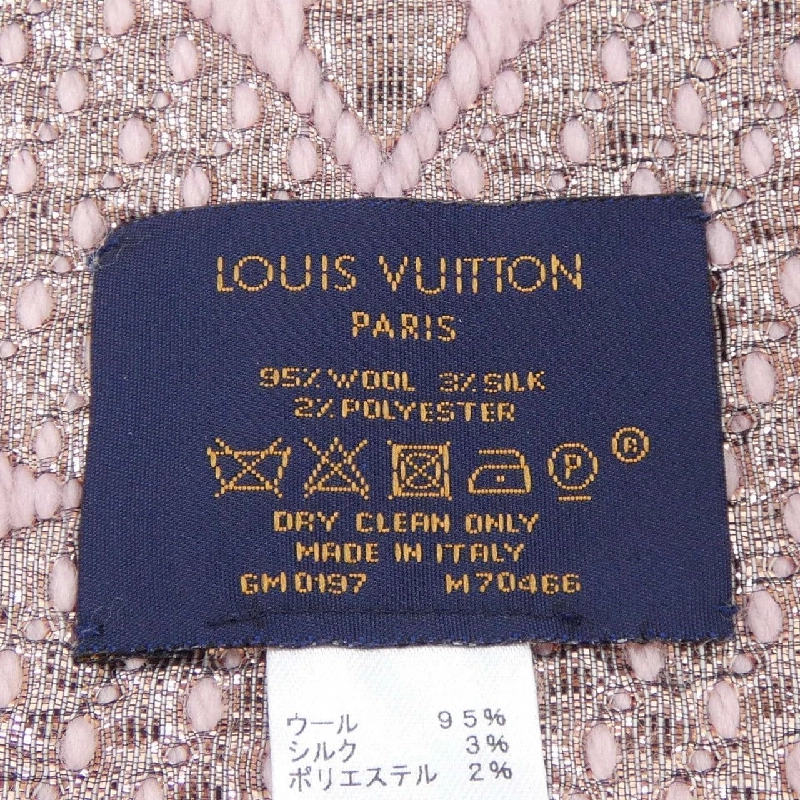 LOUIS VUITTON
PARIS
95% WOOL 3% SILK
2% POLYESTER
P ®
DRY CLEAN ONLY
MADE IN ITALY
GM0197 M70466
ウール 95%
シルク 3%
ポリエステル 2%